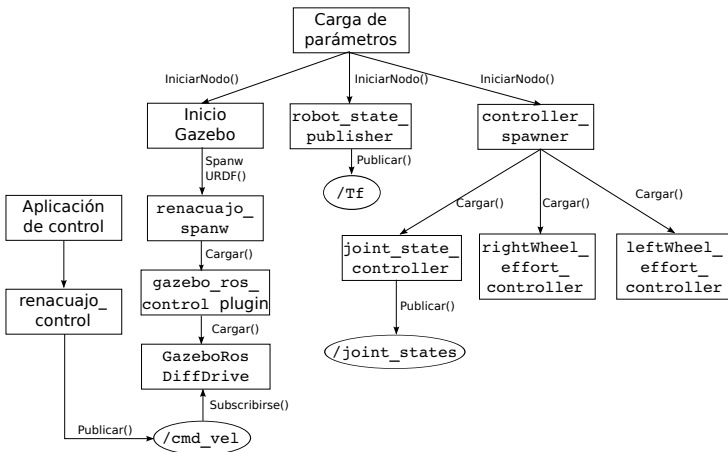 Carga de
parámetros
IniciarNodo()
IniciarNodo()
IniciarNodo()
Inicio
Gazebo
robot_state_
publisher
controller_
spawner
Spanw
URDF()
Publicar()
/Tf
Aplicación
de control
renacuajo_
spanw
Cargar()
Cargar()
Cargar()
joint_state_
controller
rightWheel_
effort_
controller
leftWheel_
effort_
controller
Cargar()
gazebo_ros_
control plugin
renacuajo_
control
Publicar()
Cargar()
/joint_states
GazeboRos
DiffDrive
Subscribirse()
Publicar()
/cmd_vel